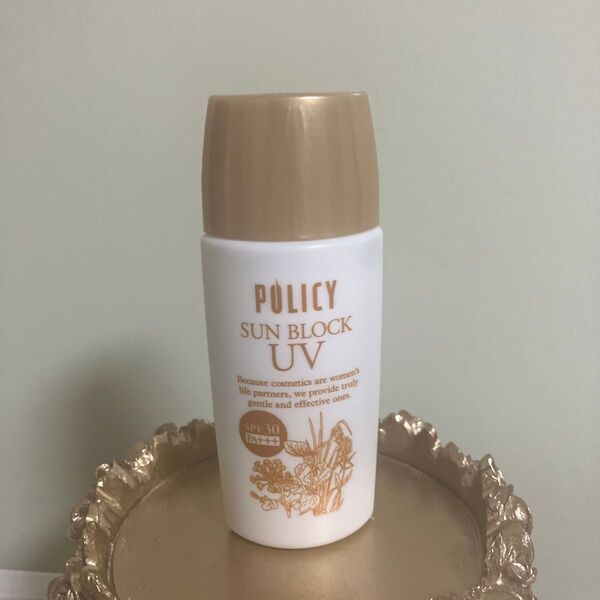 POLICY
SUN BLOCK
UV
Because cosmetics are women's
life partners, we provide truly
gentle and effective ones.
SPF30
PA+++